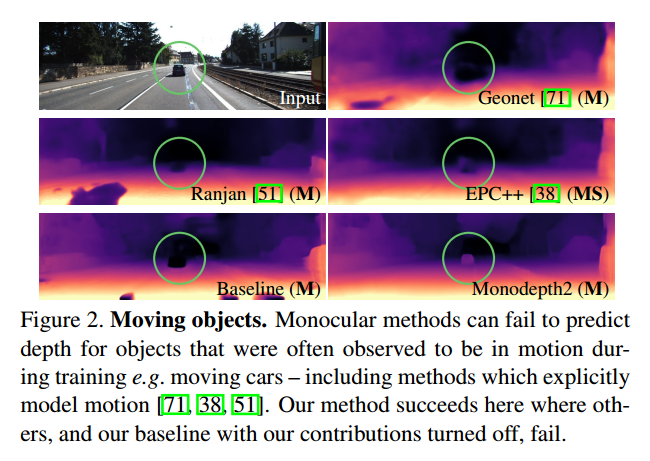 Input
Geonet [71] (M)
Ranjan [51] (M)
EPC++ [38] (MS)
Baseline (M)
Monodepth2 (M)
Figure 2. Moving objects. Monocular methods can fail to predict
depth for objects that were often observed to be in motion dur-
ing training e.g. moving cars – including methods which explicitly
model motion [71, 38, 51]. Our method succeeds here where oth-
ers, and our baseline with our contributions turned off, fail.